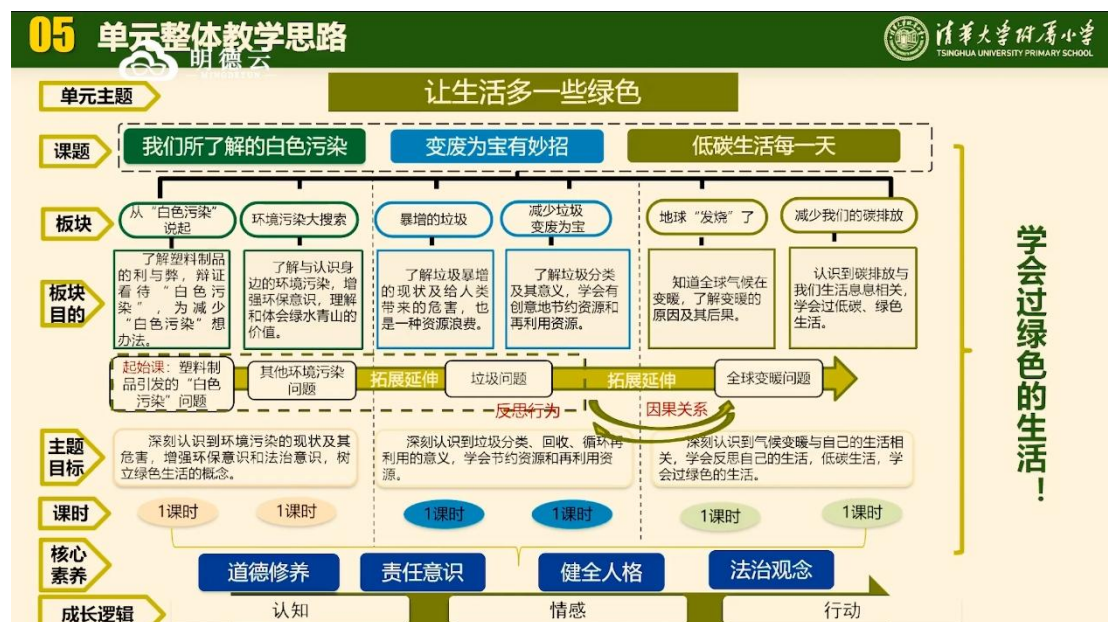 05 单元整体教学思路
清华大学附属小学
TSINGHUA UNIVERSITY PRIMARY SCHOOL
明德云
MINGDEYUN
单元主题
让生活多一些绿色
课题
我们所了解的白色污染
变废为宝有妙招
低碳生活每一天
板块
从“白色污染”
说起
环境污染大搜索
暴增的垃圾
减少垃圾
变废为宝
地球“发烧”了
减少我们的碳排放
板块
目的
了解塑料制品
的利与弊，辩证
看待“白色污
染”，为减少
“白色污染”想
办法。
了解与认识身
边的环境污染，增
强环保意识，理解
和体会绿水青山的
价值。
了解垃圾暴增
的现状及给人类
带来的危害，也
是一种资源浪费。
了解垃圾分类
及其意义，学会有
创意地节约资源和
再利用资源。
知道全球气候在
变暖，了解变暖的
原因及其后果。
认识到碳排放与
我们生活息息相关，
学会过低碳、绿色
生活。
起始课：塑料制
品引发的“白色
污染”问题
其他环境污染
问题
拓展延伸
垃圾问题
拓展延伸
全球变暖问题
反思行为
因果关系
主题
目标
深刻认识到环境污染的现状及其
危害，增强环保意识和法治意识，树
立绿色生活的概念。
深刻认识到垃圾分类、回收、循环再
利用的意义，学会节约资源和再利用资
源。
深刻认识到气候变暖与自己的生活相
关，学会反思自己的生活，低碳生活，学
会过绿色的生活。
课时
1课时
1课时
1课时
1课时
1课时
1课时
核心
素养
道德修养
责任意识
健全人格
法治观念
成长逻辑
认知
情感
行动
学会过绿色的生活！